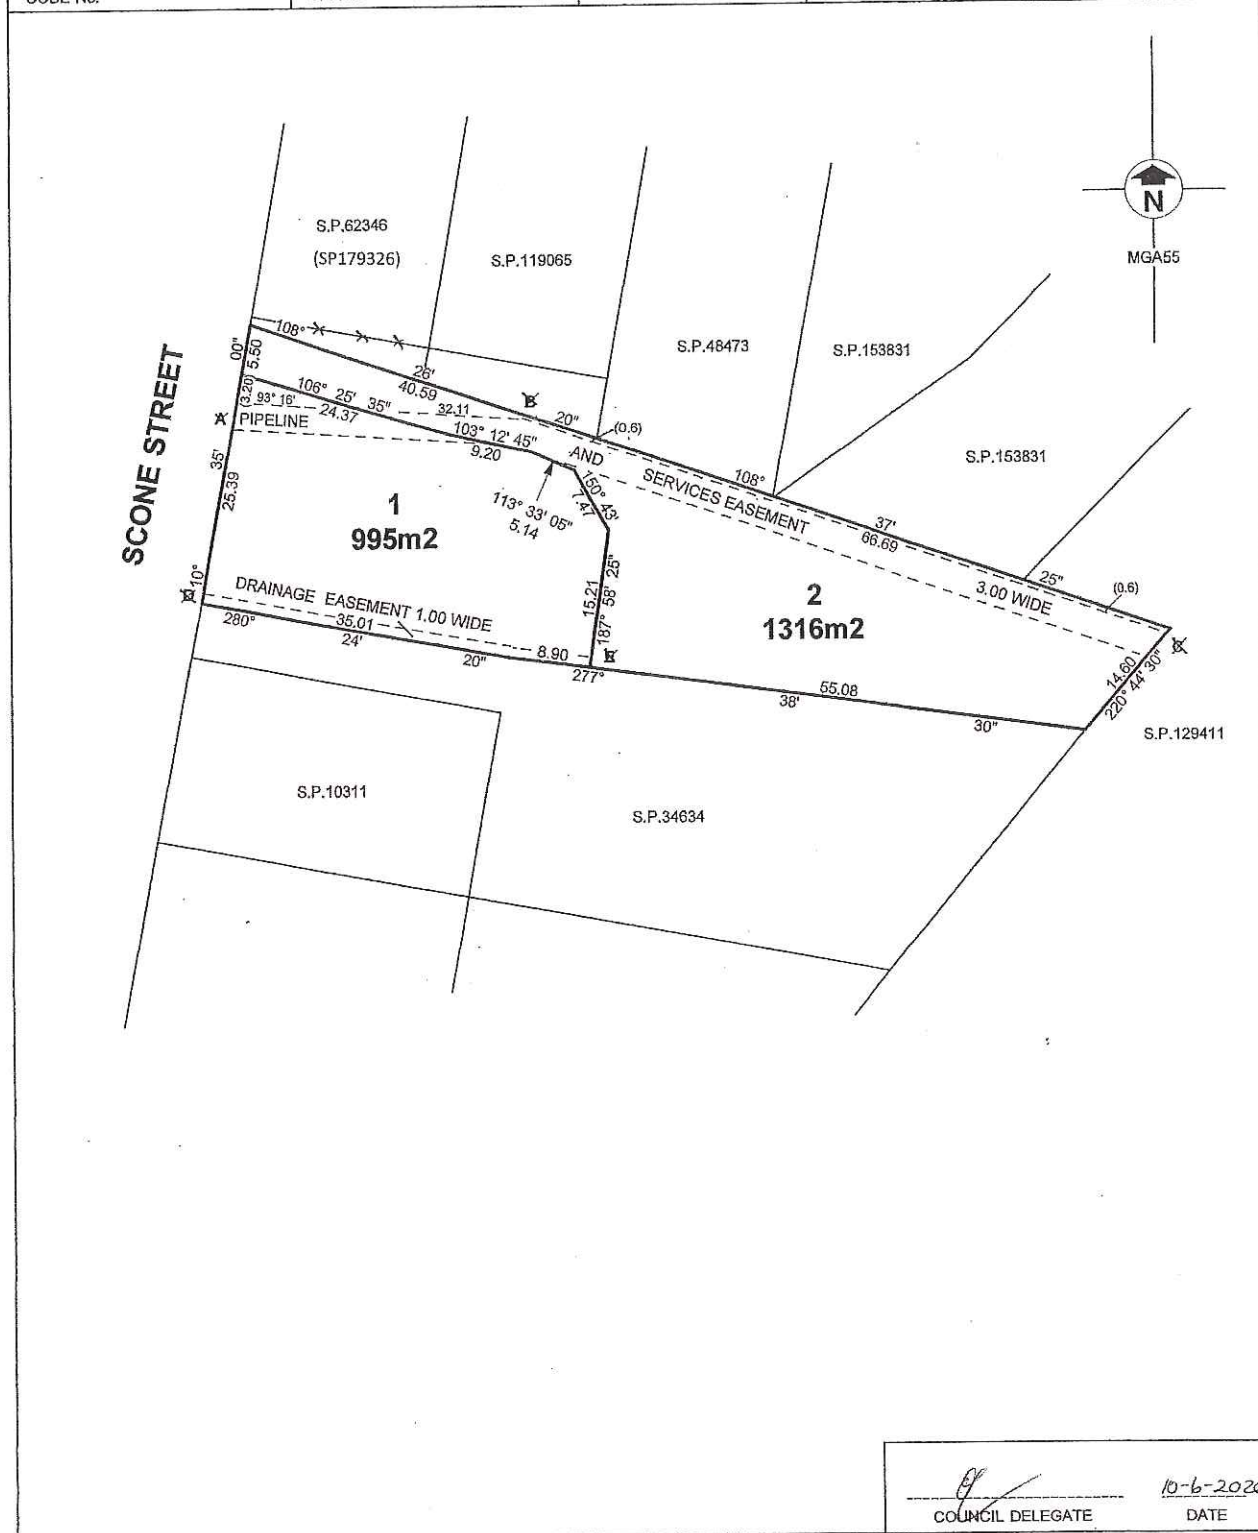 N
MGA55
S.P.62346
(SP179326)
S.P.119065
S.P.48473
S.P.153831
S.P.153831
SCONE STREET
108° 26' 20"
40.59
(0.6)
5.50
(3.20)
93° 16'
32.11
106° 25' 35"
24.37
A
B
PIPELINE AND SERVICES EASEMENT 3.00 WIDE
103° 12' 45"
9.20
113° 33' 05"
5.14
150° 43'
7.47
108° 37' 25"
66.69
(0.6)
10° 35' 00"
25.39
1
995m2
2
1316m2
15.21
187° 58' 25"
D
DRAINAGE EASEMENT 1.00 WIDE
280° 24' 20"
35.01
8.90
E
277° 38' 30"
55.08
C
14.60
220° 44' 30"
S.P.129411
S.P.10311
S.P.34634
10-6-202
COUNCIL DELEGATE
DATE